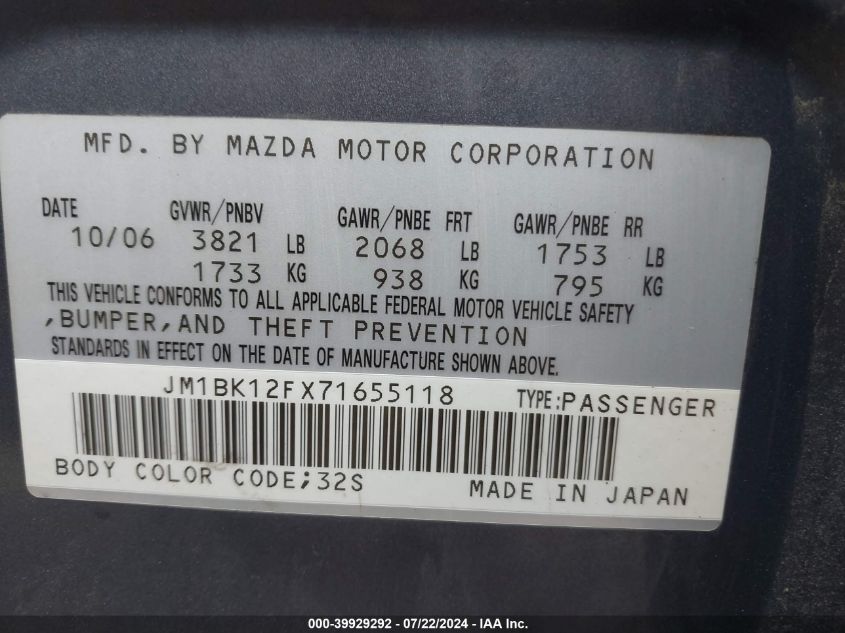 MFD. BY MAZDA MOTOR CORPORATION
DATE GVWR/PNBV GAWR/PNBE FRT GAWR/PNBE RR
10/06 3821 LB 2068 LB 1753 LB
1733 KG 938 KG 795 KG
THIS VEHICLE CONFORMS TO ALL APPLICABLE FEDERAL MOTOR VEHICLE SAFETY
,BUMPER,AND THEFT PREVENTION
STANDARDS IN EFFECT ON THE DATE OF MANUFACTURE SHOWN ABOVE.
JM1BK12FX71655118 TYPE:PASSENGER
BODY COLOR CODE;32S MADE IN JAPAN
000-39929292 / 07/22/2024 - IAA Inc.